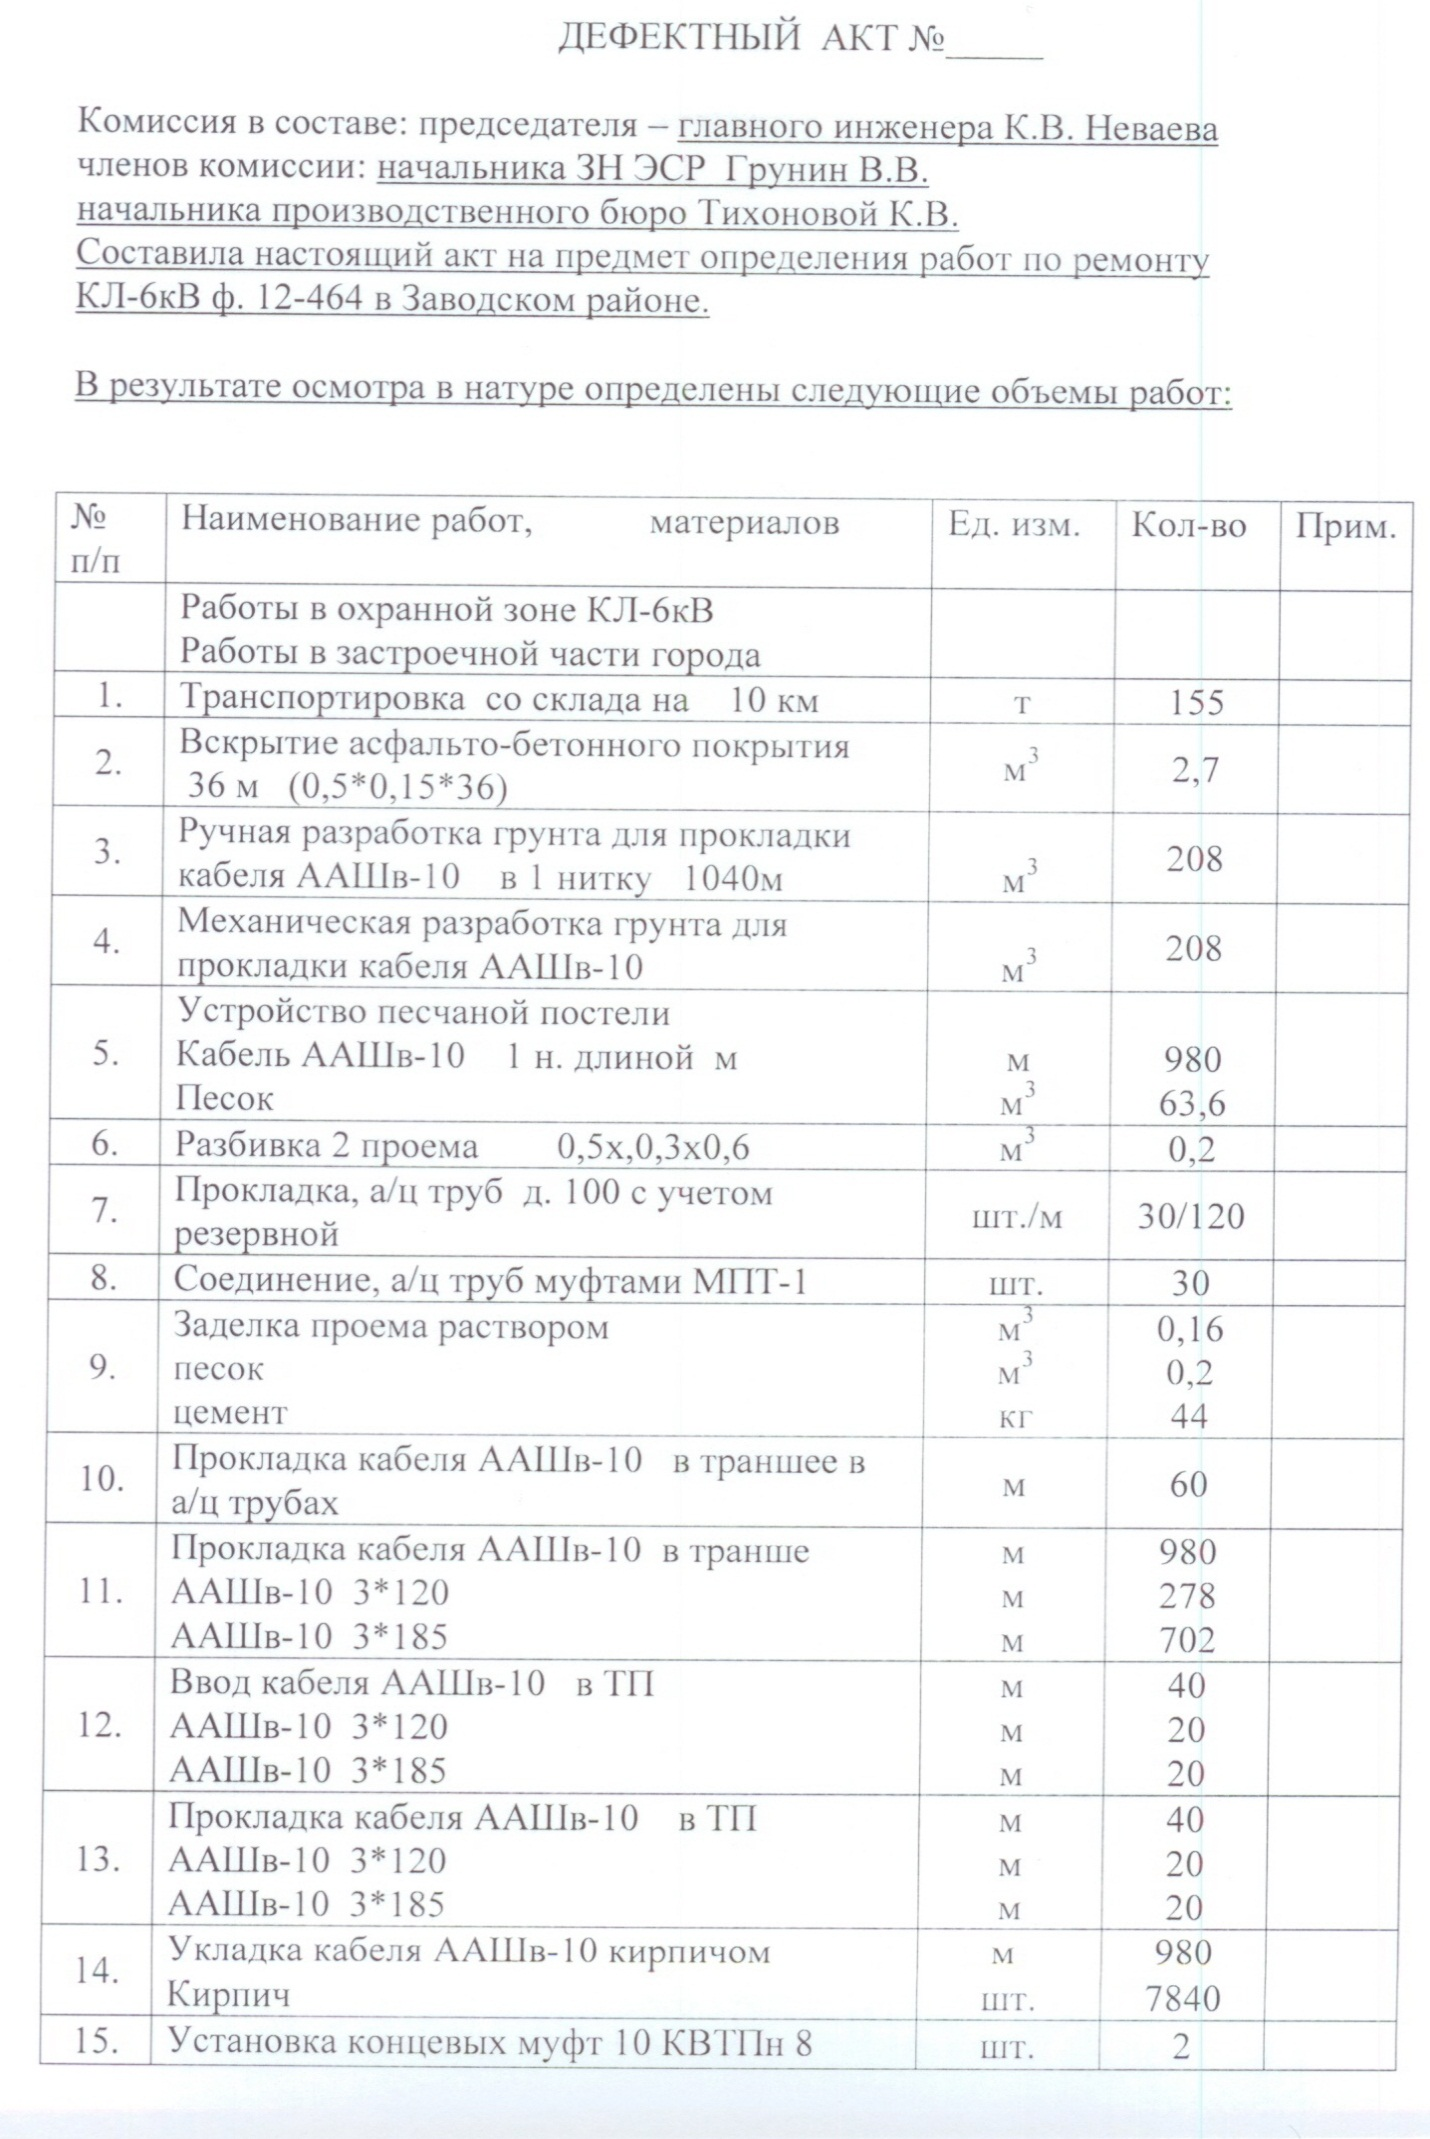 ДЕФЕКТНЫЙ АКТ №_____
Комиссия в составе: председателя – главного инженера К.В. Неваева
членов комиссии: начальника ЗН ЭСР Грунин В.В.
начальника производственного бюро Тихоновой К.В.
Составила настоящий акт на предмет определения работ по ремонту
КЛ-6кВ ф. 12-464 в Заводском районе.
В результате осмотра в натуре определены следующие объемы работ:
№ п/п Наименование работ, материалов Ед. изм. Кол-во Прим.
Работы в охранной зоне КЛ-6кВ
Работы в застроечной части города
1. Транспортировка со склада на 10 км т 155
2. Вскрытие асфальто-бетонного покрытия
36 м (0,5*0,15*36) м³ 2,7
3. Ручная разработка грунта для прокладки
кабеля ААШв-10 в 1 нитку 1040м м³ 208
4. Механическая разработка грунта для
прокладки кабеля ААШв-10 м³ 208
5. Устройство песчаной постели
Кабель ААШв-10 1 н. длиной м м 980
Песок м³ 63,6
6. Разбивка 2 проема 0,5х,0,3х0,6 м³ 0,2
7. Прокладка, а/ц труб д. 100 с учетом
резервной шт./м 30/120
8. Соединение, а/ц труб муфтами МПТ-1 шт. 30
9. Заделка проема раствором м³ 0,16
песок м³ 0,2
цемент кг 44
10. Прокладка кабеля ААШв-10 в траншее в
а/ц трубах м 60
11. Прокладка кабеля ААШв-10 в транше м 980
ААШв-10 3*120 м 278
ААШв-10 3*185 м 702
12. Ввод кабеля ААШв-10 в ТП м 40
ААШв-10 3*120 м 20
ААШв-10 3*185 м 20
13. Прокладка кабеля ААШв-10 в ТП м 40
ААШв-10 3*120 м 20
ААШв-10 3*185 м 20
14. Укладка кабеля ААШв-10 кирпичом м 980
Кирпич шт. 7840
15. Установка концевых муфт 10 КВТПн 8 шт. 2